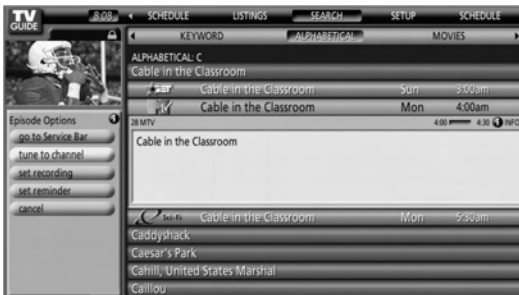 TV GUIDE
8:08
SCHEDULE LISTINGS SEARCH SETUP SCHEDULE
KEYWORD ALPHABETICAL MOVIES
ALPHABETICAL: C
Cable in the Classroom
BET Cable in the Classroom Sun 3:00am
Cable in the Classroom Mon 4:00am
28 MTV 4:00 4:30 INFO
Cable in the Classroom
Episode Options
go to Service Bar
tune to channel
set recording
set reminder
cancel
Sci-Fi Cable in the Classroom Mon 5:30am
Caddyshack
Caesar's Park
Cahill, United States Marshal
Caillou